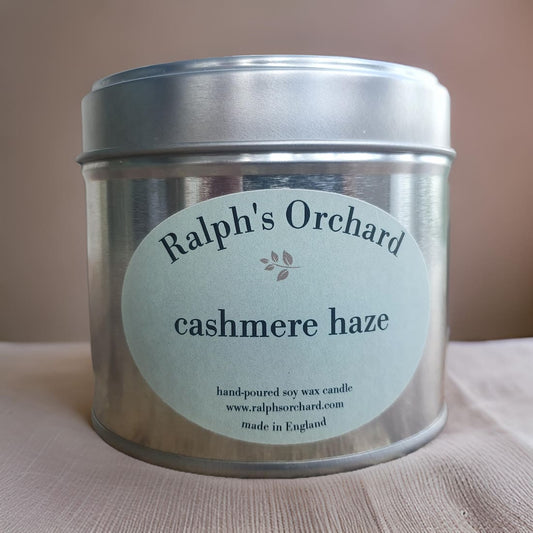 Ralph's Orchard
cashmere haze
hand-poured soy wax candle
www.ralphsorchard.com
made in England